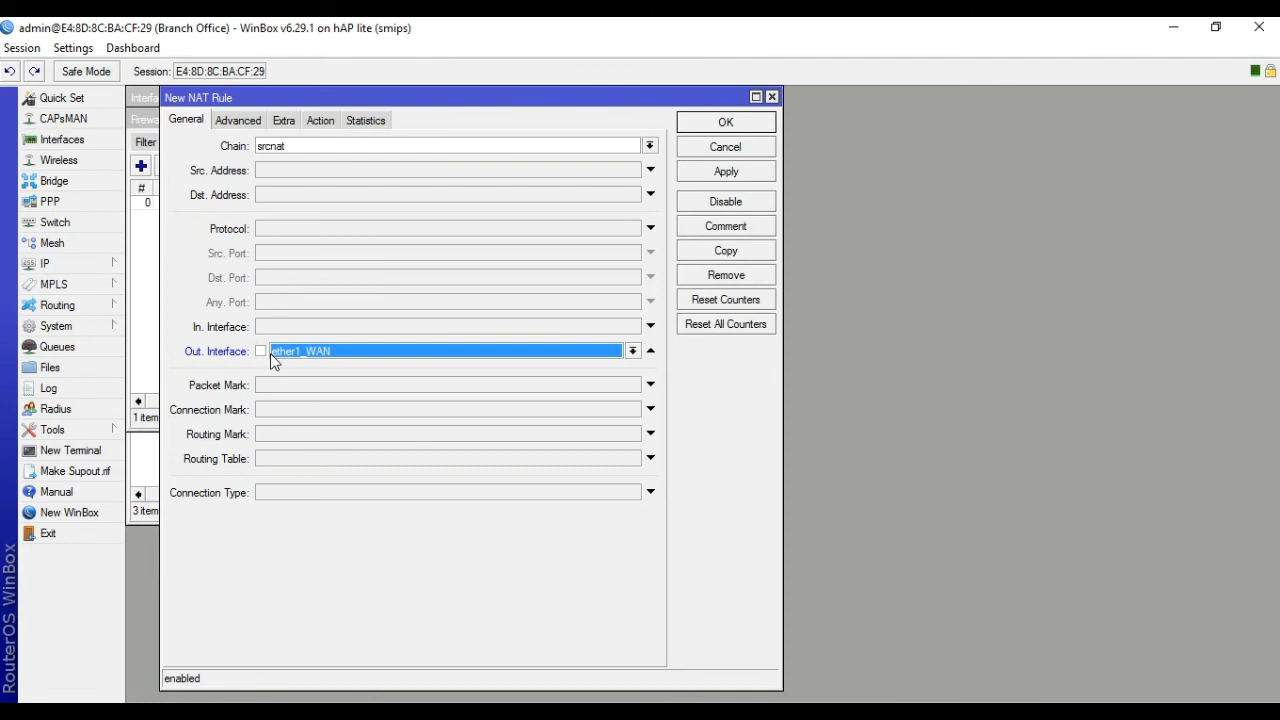 admin@E4:8D:8C:BA:CF:29 (Branch Office) - WinBox v6.29.1 on hAP lite (smips)
Session Settings Dashboard
Safe Mode Session: E4:8D:8C:BA:CF:29
Quick Set
CAPsMAN
Interfaces
Wireless
Bridge
PPP
Switch
Mesh
IP
MPLS
Routing
System
Queues
Files
Log
Radius
Tools
New Terminal
Make Supout.rif
Manual
New WinBox
Exit
RouterOS WinBox
Interfa
Firewa
Filter
#
0
1 item
3 item
New NAT Rule
General Advanced Extra Action Statistics
Chain: srcnat
Src. Address:
Dst. Address:
Protocol:
Src. Port:
Dst. Port:
Any. Port:
In. Interface:
Out. Interface: ether1_WAN
Packet Mark:
Connection Mark:
Routing Mark:
Routing Table:
Connection Type:
enabled
OK
Cancel
Apply
Disable
Comment
Copy
Remove
Reset Counters
Reset All Counters